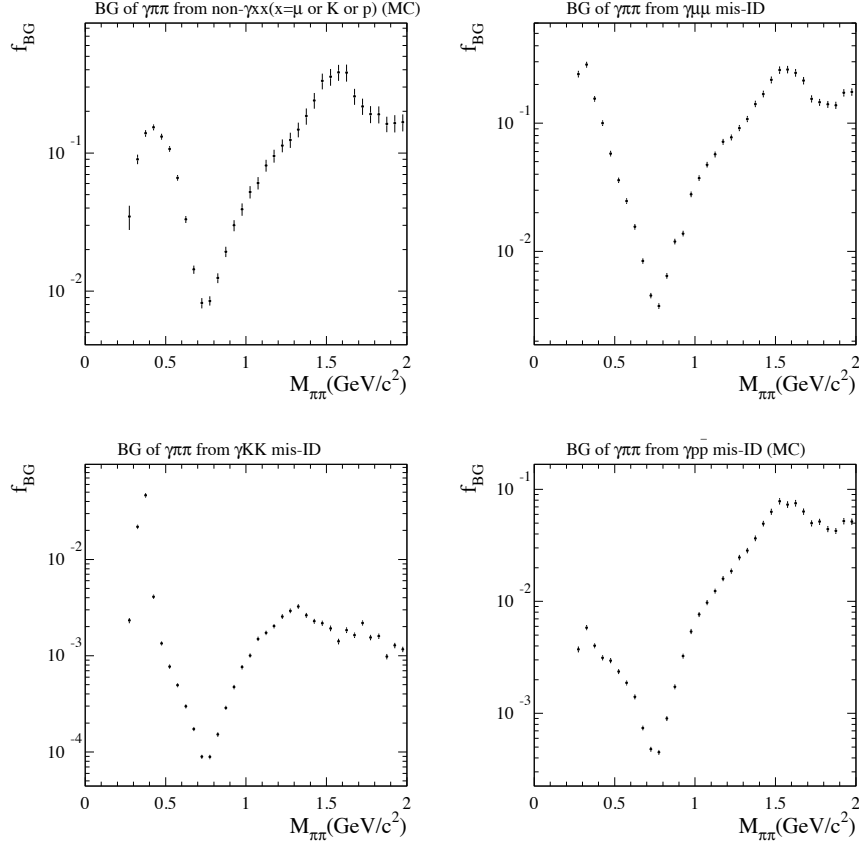 BG of γππ from non-γxx(x=μ or K or p) (MC)
f_BG
10^-1
10^-2
0 0.5 1 1.5 2
M_ππ(GeV/c^2)
BG of γππ from γμμ mis-ID
f_BG
10^-1
10^-2
0 0.5 1 1.5 2
M_ππ(GeV/c^2)
BG of γππ from γKK mis-ID
f_BG
10^-2
10^-3
10^-4
0 0.5 1 1.5 2
M_ππ(GeV/c^2)
BG of γππ from γpp̄ mis-ID (MC)
f_BG
10^-1
10^-2
10^-3
0 0.5 1 1.5 2
M_ππ(GeV/c^2)